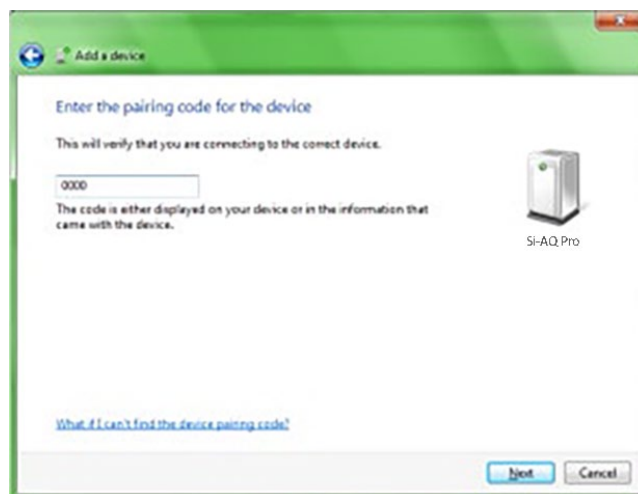 Add a device
Enter the pairing code for the device
This will verify that you are connecting to the correct device.
0000
The code is either displayed on your device or in the information that
came with the device.
Si-AQ Pro
What if I can't find the device pairing code?
Next
Cancel